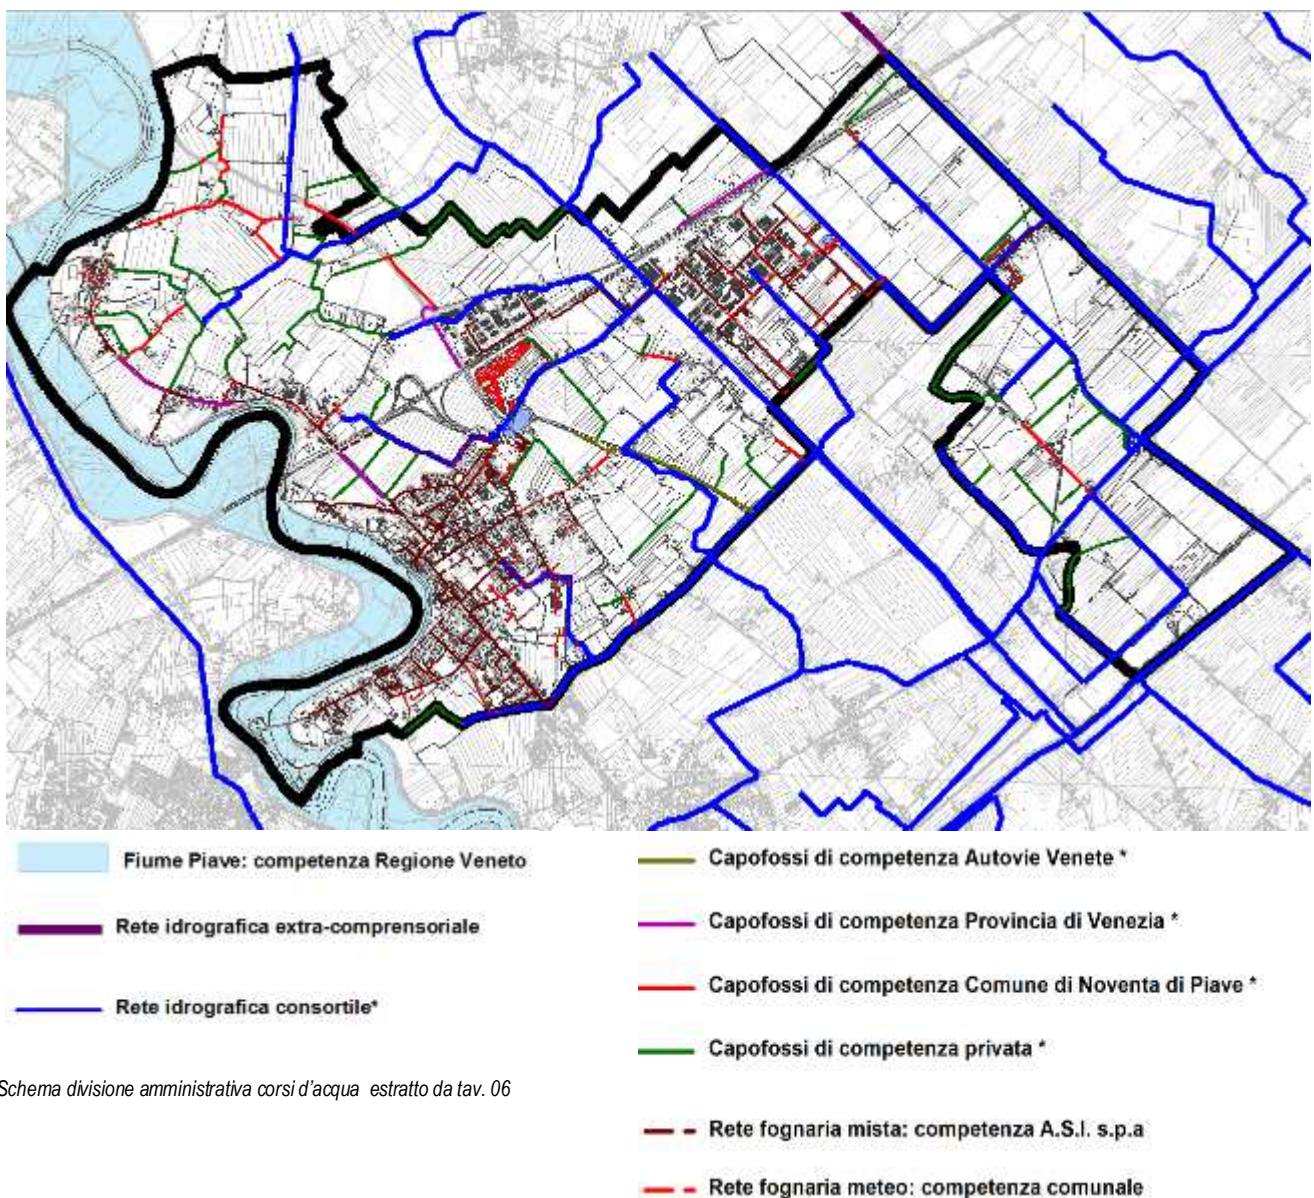 Fiume Piave: competenza Regione Veneto
Rete idrografica extra-comprensoriale
Rete idrografica consortile*
Schema divisione amministrativa corsi d'acqua estratto da tav. 06
Capofossi di competenza Autovie Venete *
Capofossi di competenza Provincia di Venezia *
Capofossi di competenza Comune di Noventa di Piave *
Capofossi di competenza privata *
Rete fognaria mista: competenza A.S.I. s.p.a
Rete fognaria meteo: competenza comunale